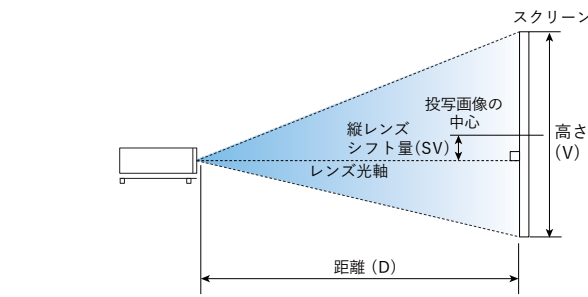 スクリーン
投写画像の
中心
縦レンズ
シフト量(SV)
高さ
(V)
レンズ光軸
距離 (D)